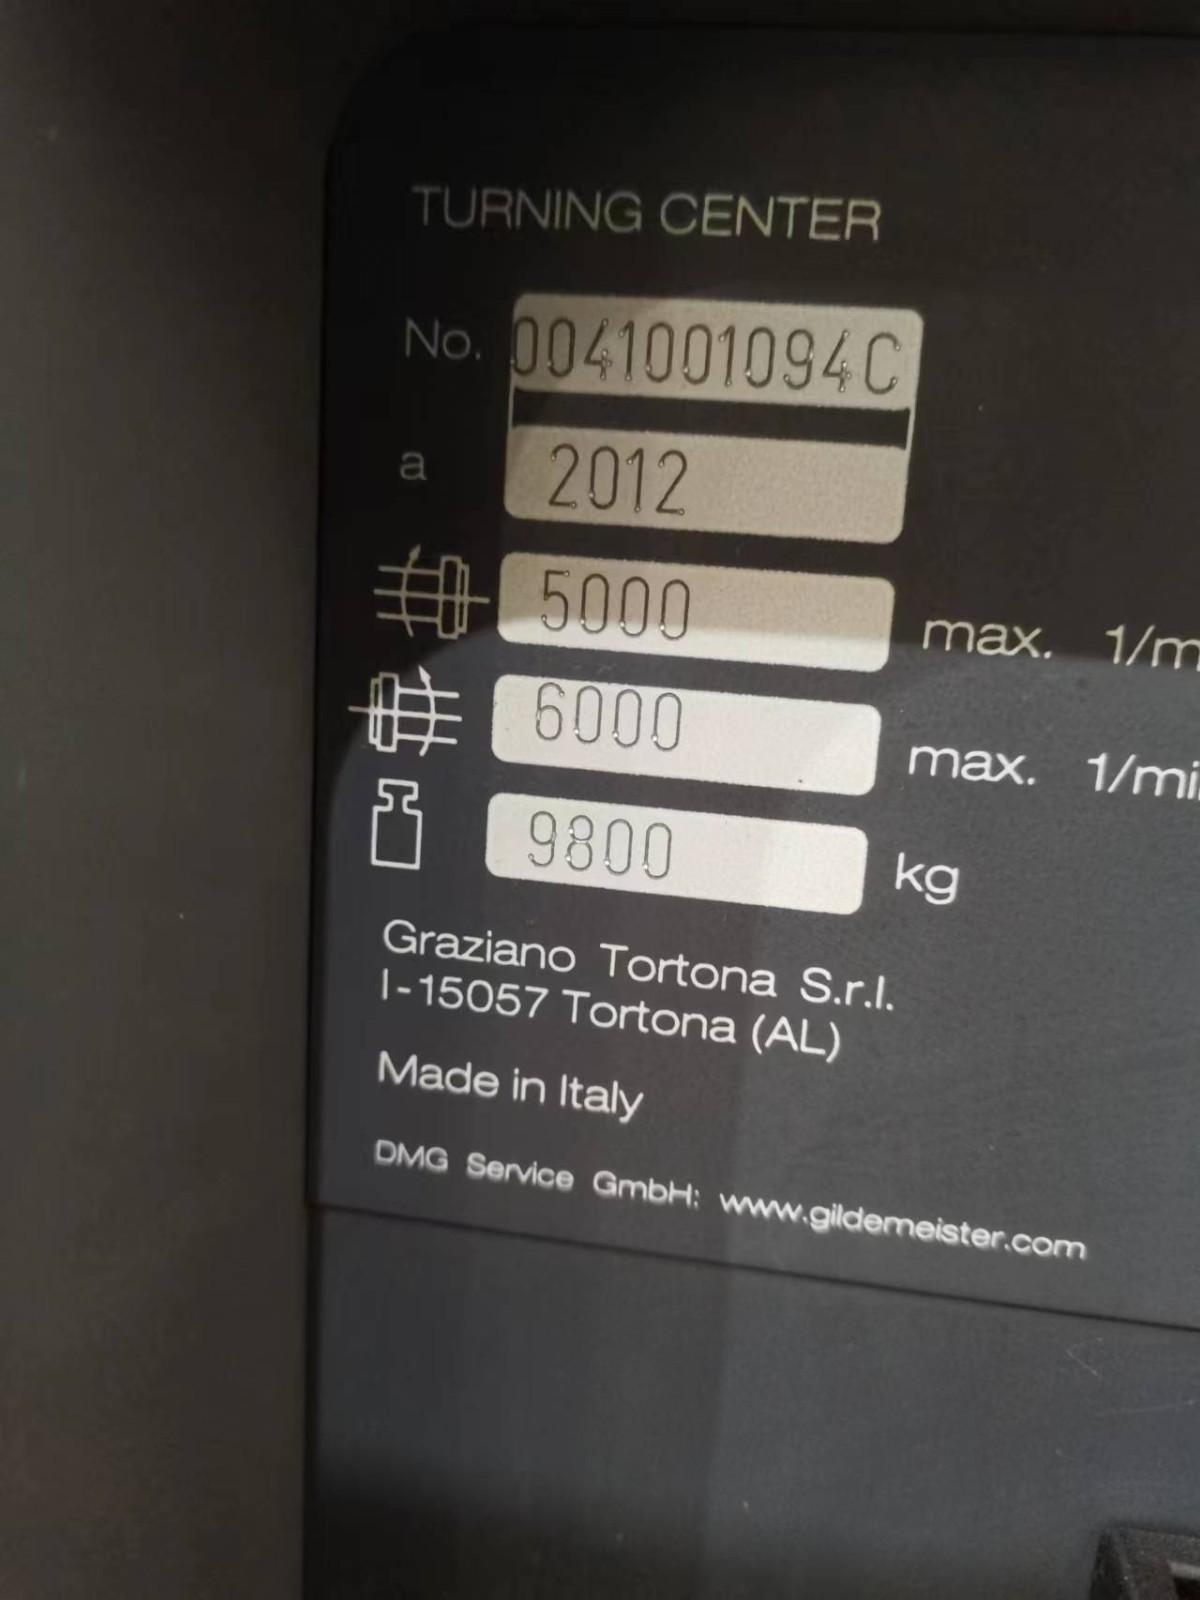 TURNING CENTER
No. 0041001094C
a 2012
5000 max. 1/m
6000 max. 1/mi
9800 kg
Graziano Tortona S.r.l.
I-15057 Tortona (AL)
Made in Italy
DMG Service GmbH: www.gildemeister.com